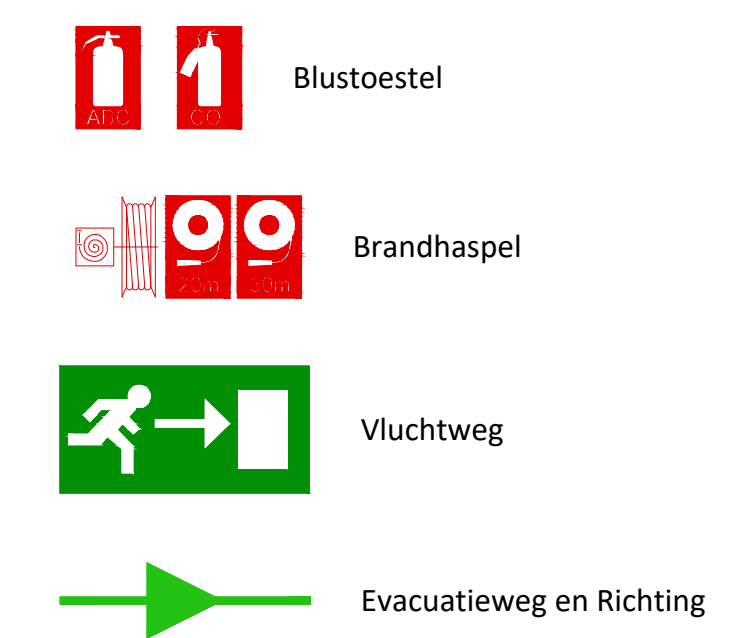 ABC CO Blustoestel
20m 30m Brandhaspel
Vluchtweg
Evacuatieweg en Richting